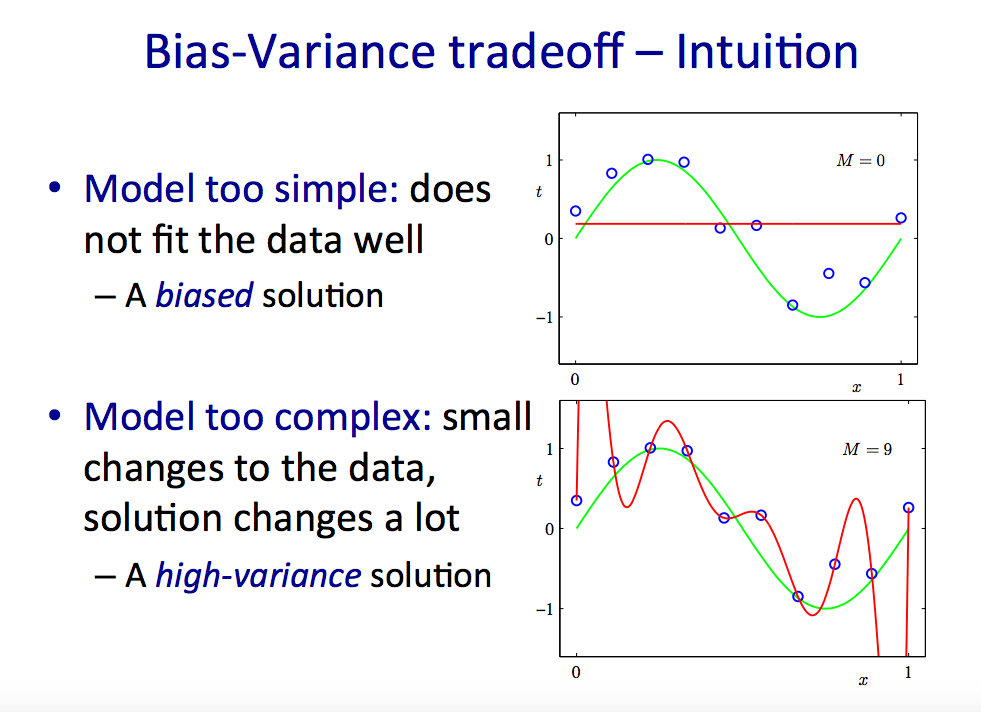 Bias-Variance tradeoff – Intuition
• Model too simple: does
not fit the data well
– A biased solution
• Model too complex: small
changes to the data,
solution changes a lot
– A high-variance solution
M = 0
1
t
0
−1
0
x
1
M = 9
1
t
0
−1
0
x
1